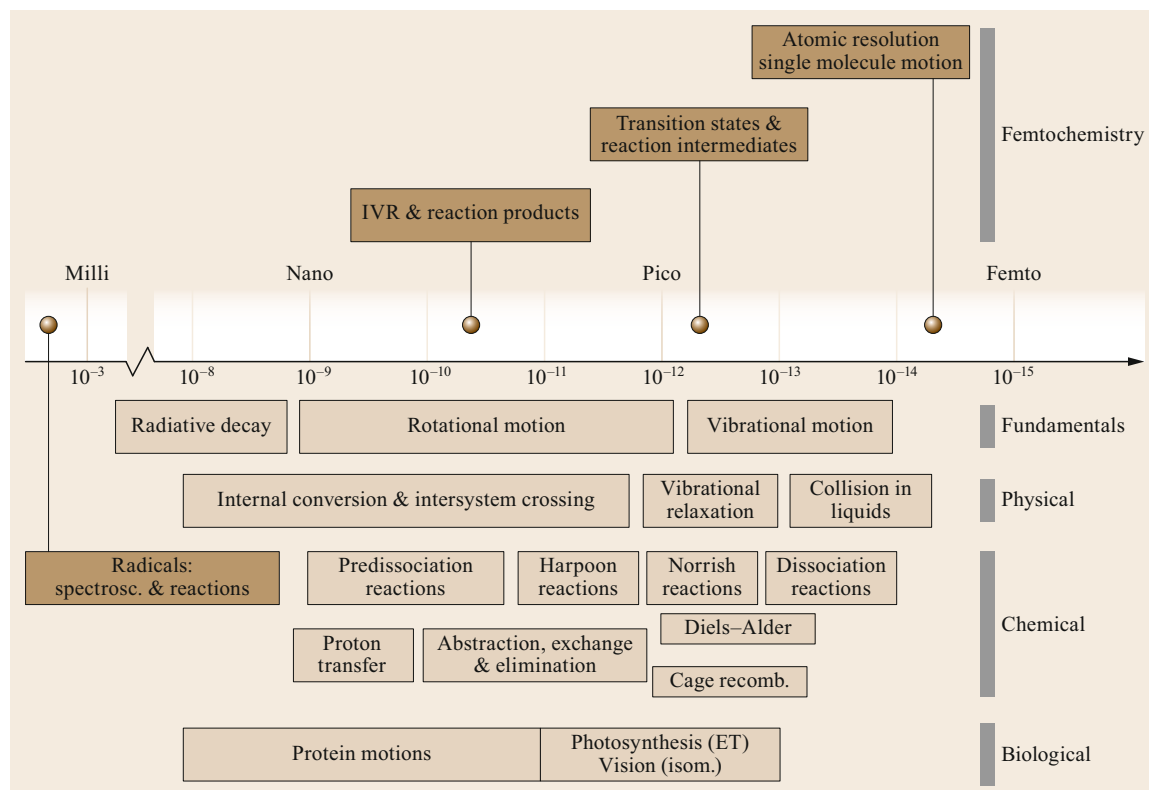 Atomic resolution
single molecule motion
Transition states &
reaction intermediates
Femtochemistry
IVR & reaction products
Milli Nano Pico Femto
10⁻³ 10⁻⁸ 10⁻⁹ 10⁻¹⁰ 10⁻¹¹ 10⁻¹² 10⁻¹³ 10⁻¹⁴ 10⁻¹⁵
Radiative decay Rotational motion Vibrational motion Fundamentals
Internal conversion & intersystem crossing
Vibrational
relaxation
Collision in
liquids
Physical
Radicals:
spectrosc. & reactions
Predissociation
reactions
Harpoon
reactions
Norrish
reactions
Dissociation
reactions
Chemical
Proton
transfer
Abstraction, exchange
& elimination
Diels–Alder
Cage recomb.
Protein motions
Photosynthesis (ET)
Vision (isom.)
Biological